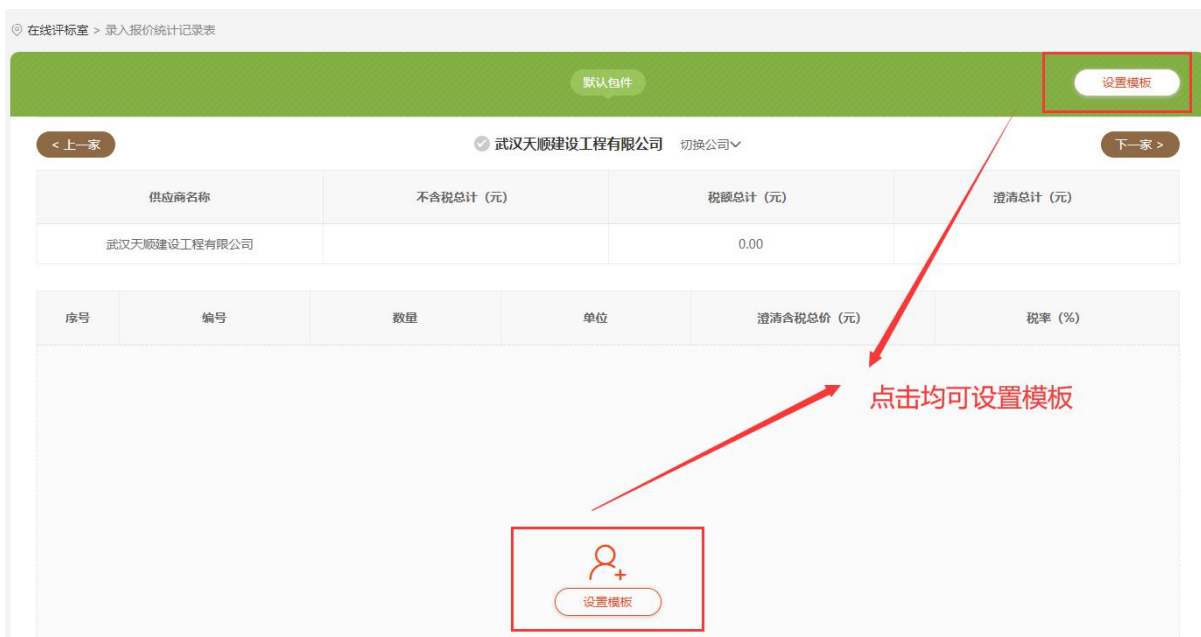 在线评标室 > 录入报价统计记录表
默认包件
设置模板
< 上一家
武汉天顺建设工程有限公司 切换公司
下一家 >
供应商名称 不含税总计（元） 税额总计（元） 澄清总计（元）
武汉天顺建设工程有限公司 0.00
序号 编号 数量 单位 澄清含税总价（元） 税率（%）
点击均可设置模板
设置模板